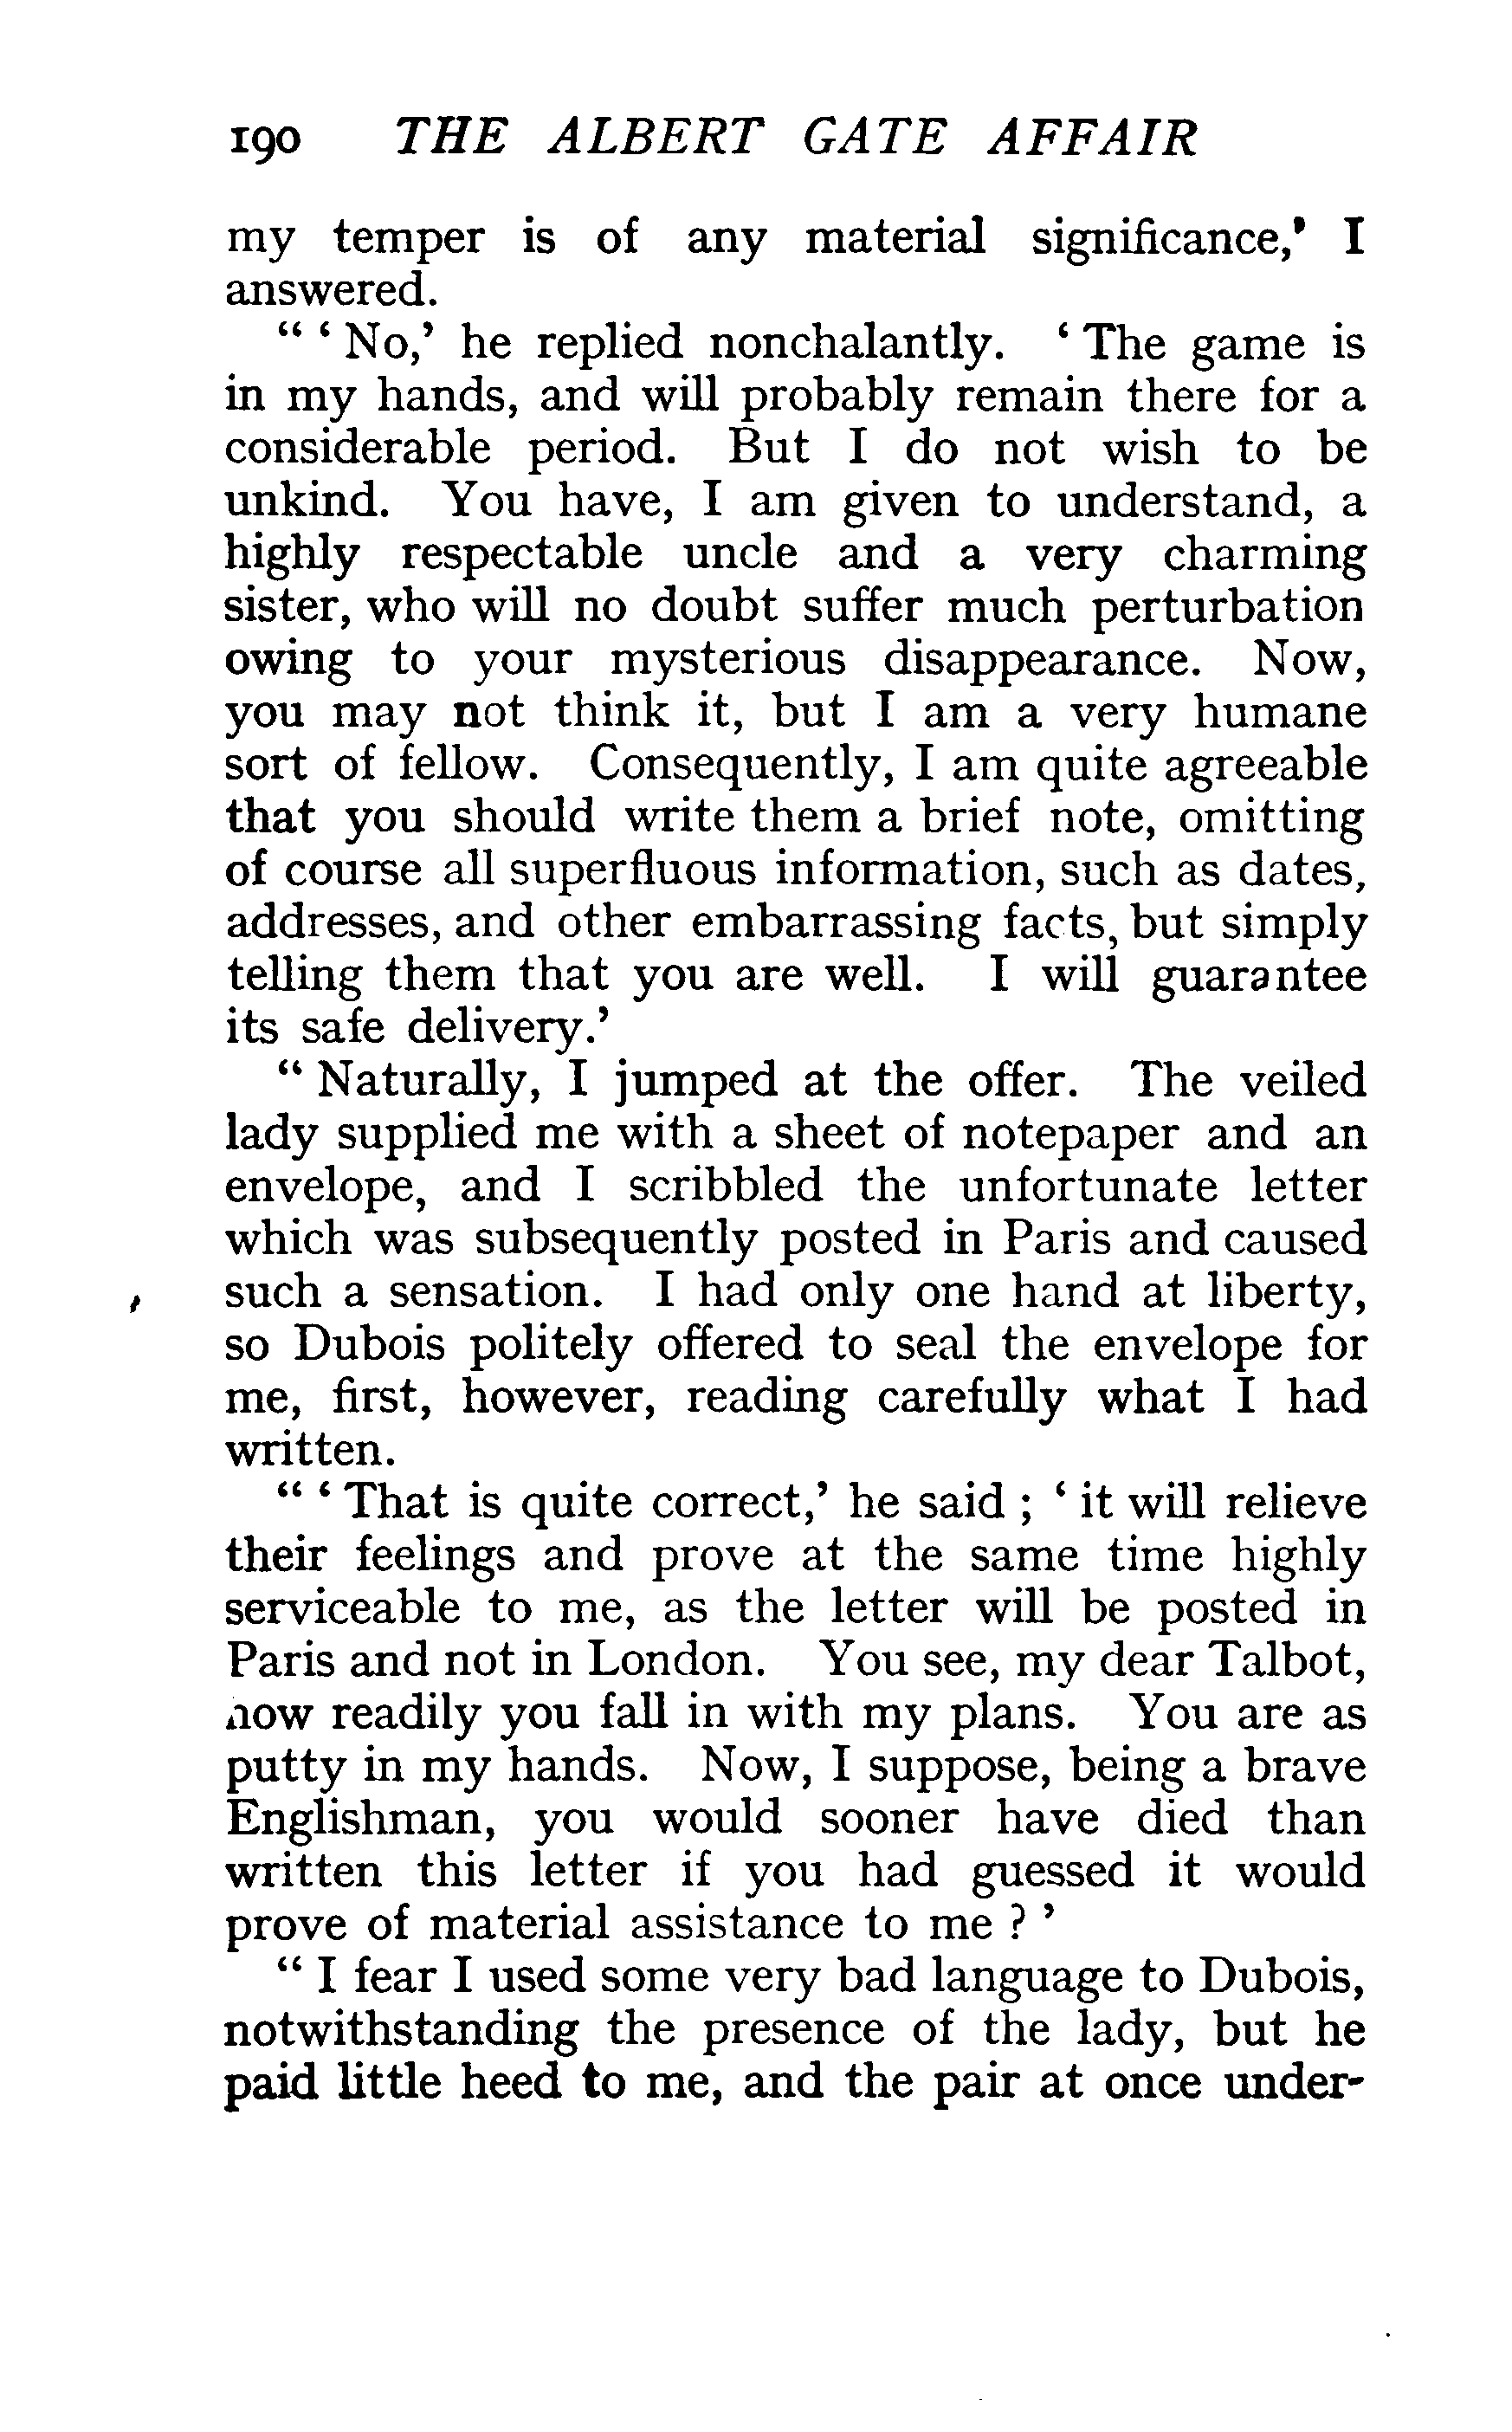 190 THE ALBERT GATE AFFAIR
my temper is of any material significance,' I
answered.
" ' No,' he replied nonchalantly. ' The game is
in my hands, and will probably remain there for a
considerable period. But I do not wish to be
unkind. You have, I am given to understand, a
highly respectable uncle and a very charming
sister, who will no doubt suffer much perturbation
owing to your mysterious disappearance. Now,
you may not think it, but I am a very humane
sort of fellow. Consequently, I am quite agreeable
that you should write them a brief note, omitting
of course all superfluous information, such as dates,
addresses, and other embarrassing facts, but simply
telling them that you are well. I will guarantee
its safe delivery.'
" Naturally, I jumped at the offer. The veiled
lady supplied me with a sheet of notepaper and an
envelope, and I scribbled the unfortunate letter
which was subsequently posted in Paris and caused
such a sensation. I had only one hand at liberty,
so Dubois politely offered to seal the envelope for
me, first, however, reading carefully what I had
written.
" ' That is quite correct,' he said ; ' it will relieve
their feelings and prove at the same time highly
serviceable to me, as the letter will be posted in
Paris and not in London. You see, my dear Talbot,
how readily you fall in with my plans. You are as
putty in my hands. Now, I suppose, being a brave
Englishman, you would sooner have died than
written this letter if you had guessed it would
prove of material assistance to me ? '
" I fear I used some very bad language to Dubois,
notwithstanding the presence of the lady, but he
paid little heed to me, and the pair at once under-